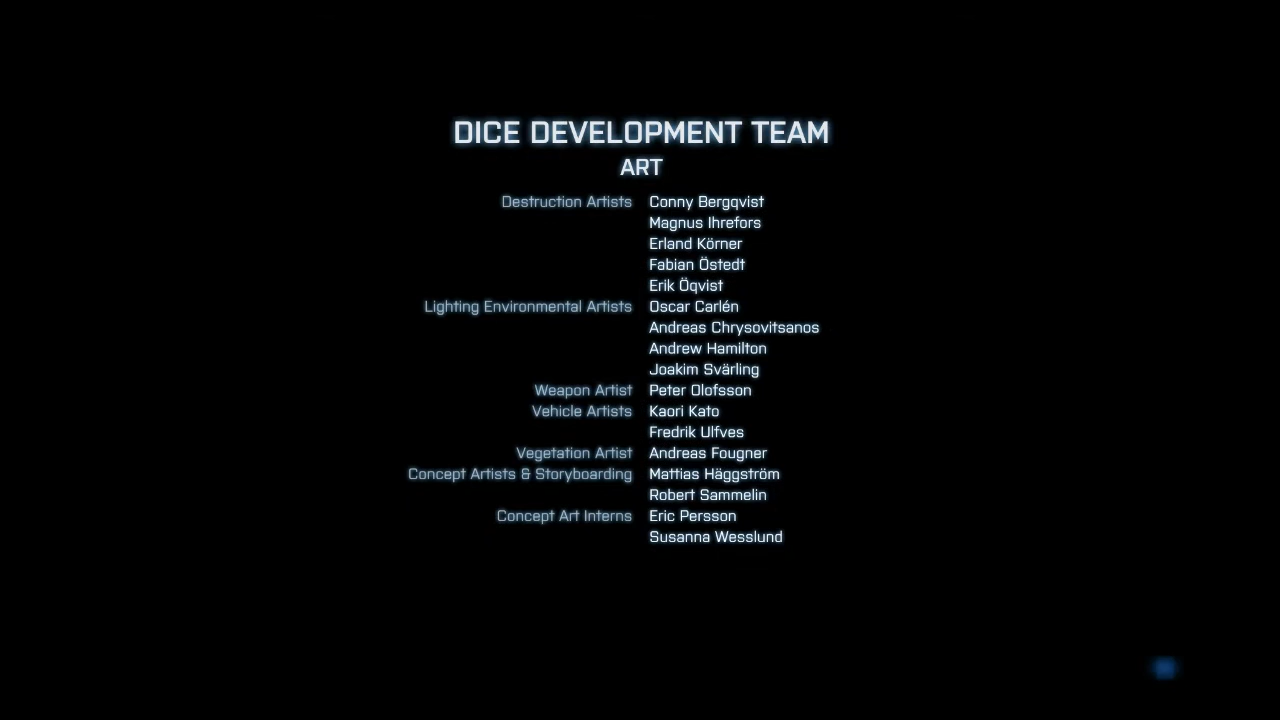 DICE DEVELOPMENT TEAM
ART
Destruction Artists Conny Bergqvist
Magnus Ihrefors
Erland Körner
Fabian Östedt
Erik Öqvist
Lighting Environmental Artists Oscar Carlén
Andreas Chrysovitsanos
Andrew Hamilton
Joakim Svärling
Weapon Artist Peter Olofsson
Vehicle Artists Kaori Kato
Fredrik Ulfves
Vegetation Artist Andreas Fougner
Concept Artists & Storyboarding Mattias Häggström
Robert Sammelin
Concept Art Interns Eric Persson
Susanna Wesslund